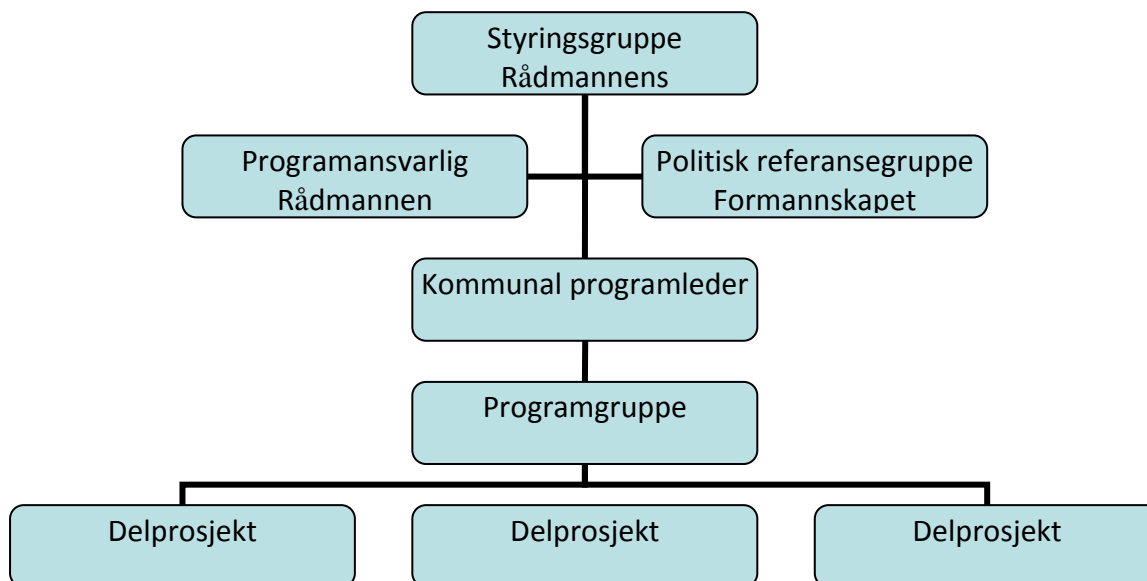 Styringsgruppe
Rådmannens
Programansvarlig
Rådmannen
Politisk referansegruppe
Formannskapet
Kommunal programleder
Programgruppe
Delprosjekt
Delprosjekt
Delprosjekt